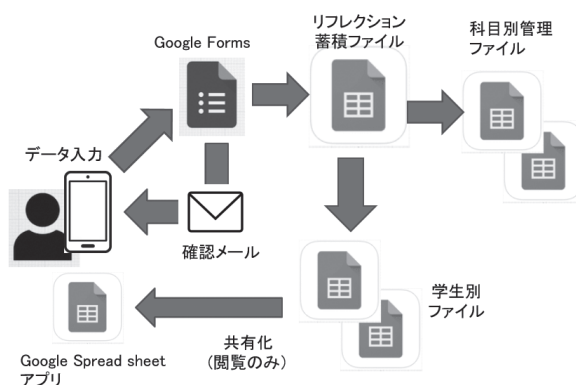 Google Forms
リフレクション
蓄積ファイル
科目別管理
ファイル
データ入力
確認メール
学生別
ファイル
共有化
(閲覧のみ)
Google Spread sheet
アプリ